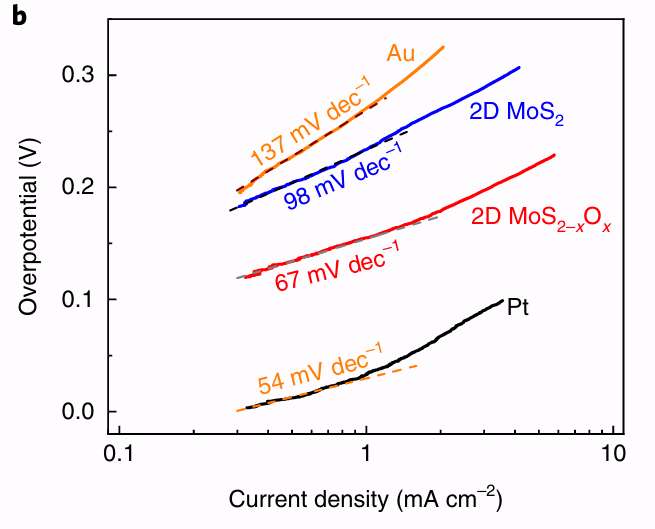 b
Overpotential (V)
0.3
0.2
0.1
0.0
Au
137 mV dec⁻¹
2D MoS₂
98 mV dec⁻¹
2D MoS₂₋ₓOₓ
67 mV dec⁻¹
Pt
54 mV dec⁻¹
0.1 1 10
Current density (mA cm⁻²)